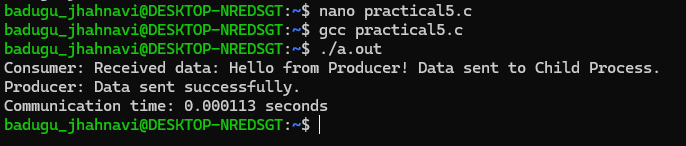 badugu_jhahnavi@DESKTOP-NREDSGT:~$ nano practical5.c
badugu_jhahnavi@DESKTOP-NREDSGT:~$ gcc practical5.c
badugu_jhahnavi@DESKTOP-NREDSGT:~$ ./a.out
Consumer: Received data: Hello from Producer! Data sent to Child Process.
Producer: Data sent successfully.
Communication time: 0.000113 seconds
badugu_jhahnavi@DESKTOP-NREDSGT:~$